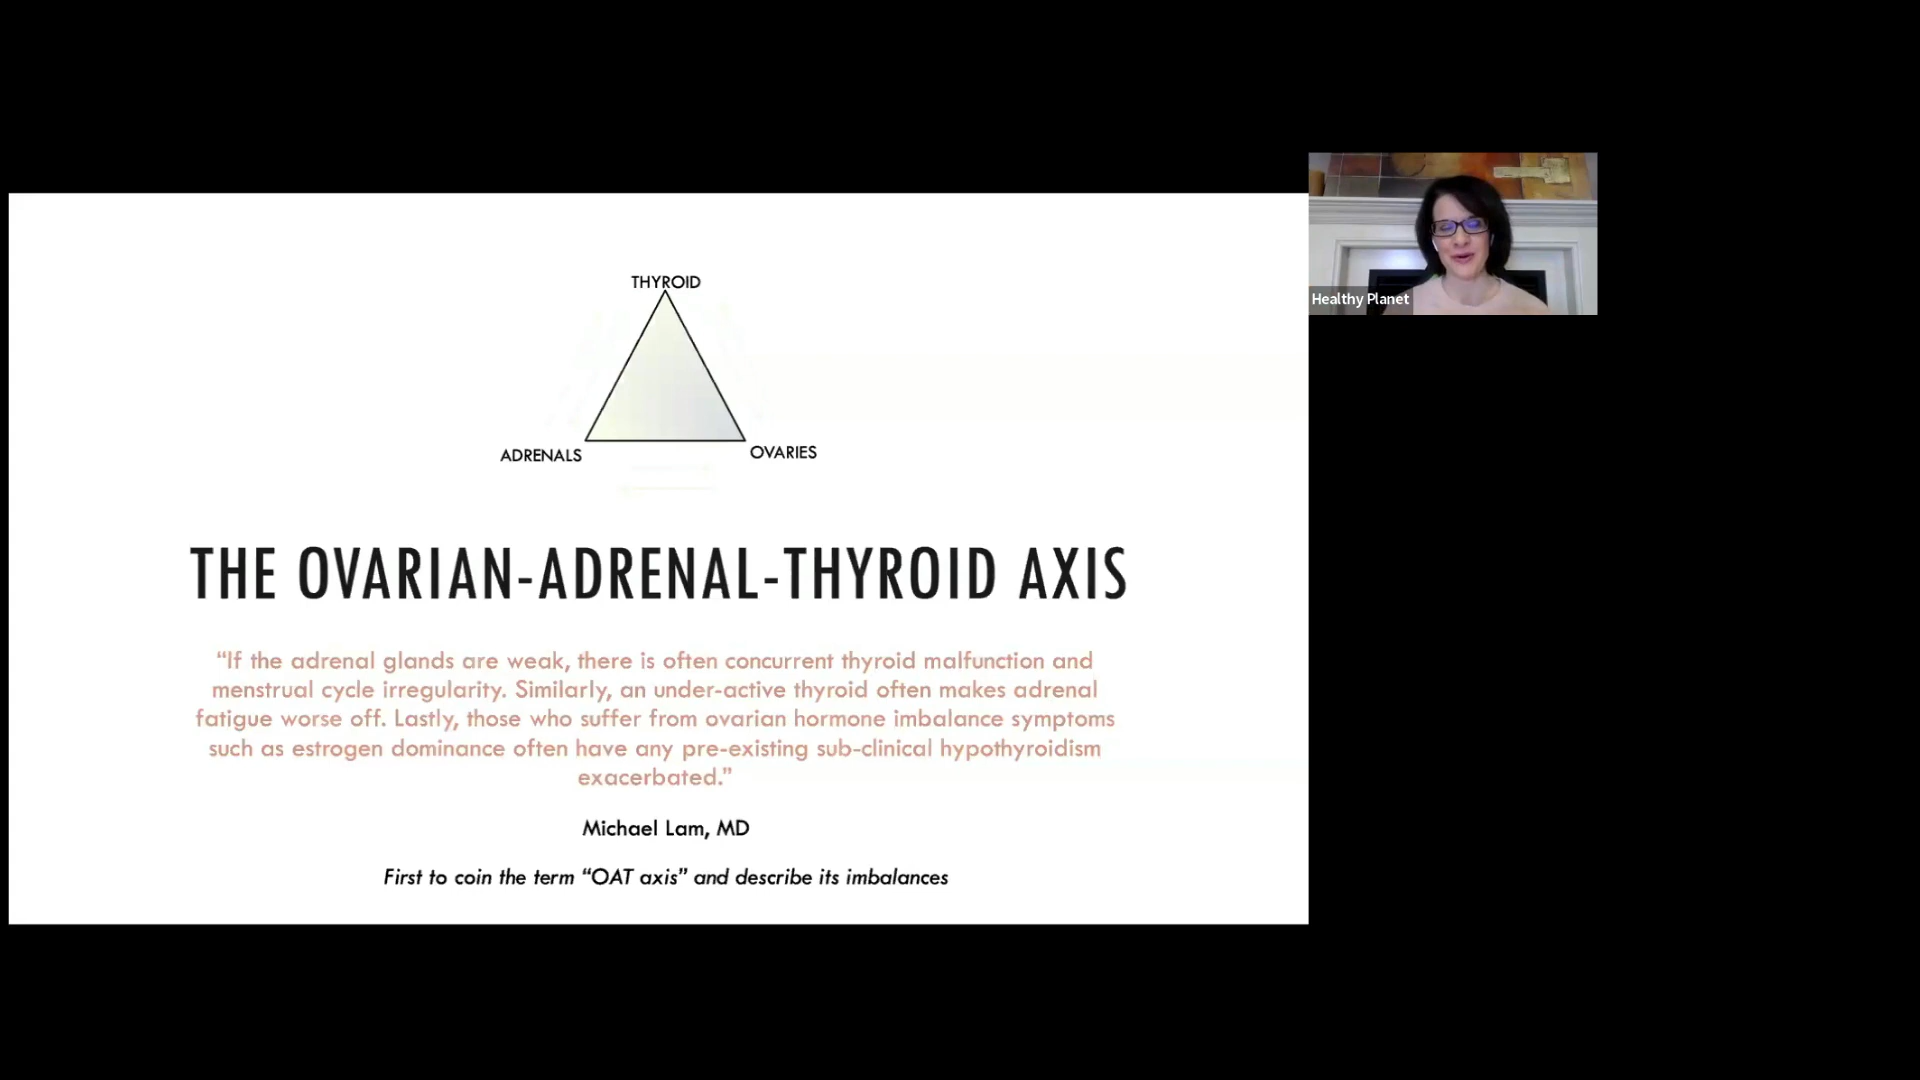 THYROID
ADRENALS
OVARIES
THE OVARIAN-ADRENAL-THYROID AXIS
“If the adrenal glands are weak, there is often concurrent thyroid malfunction and
menstrual cycle irregularity. Similarly, an under-active thyroid often makes adrenal
fatigue worse off. Lastly, those who suffer from ovarian hormone imbalance symptoms
such as estrogen dominance often have any pre-existing sub-clinical hypothyroidism
exacerbated.”
Michael Lam, MD
First to coin the term “OAT axis” and describe its imbalances
Healthy Planet